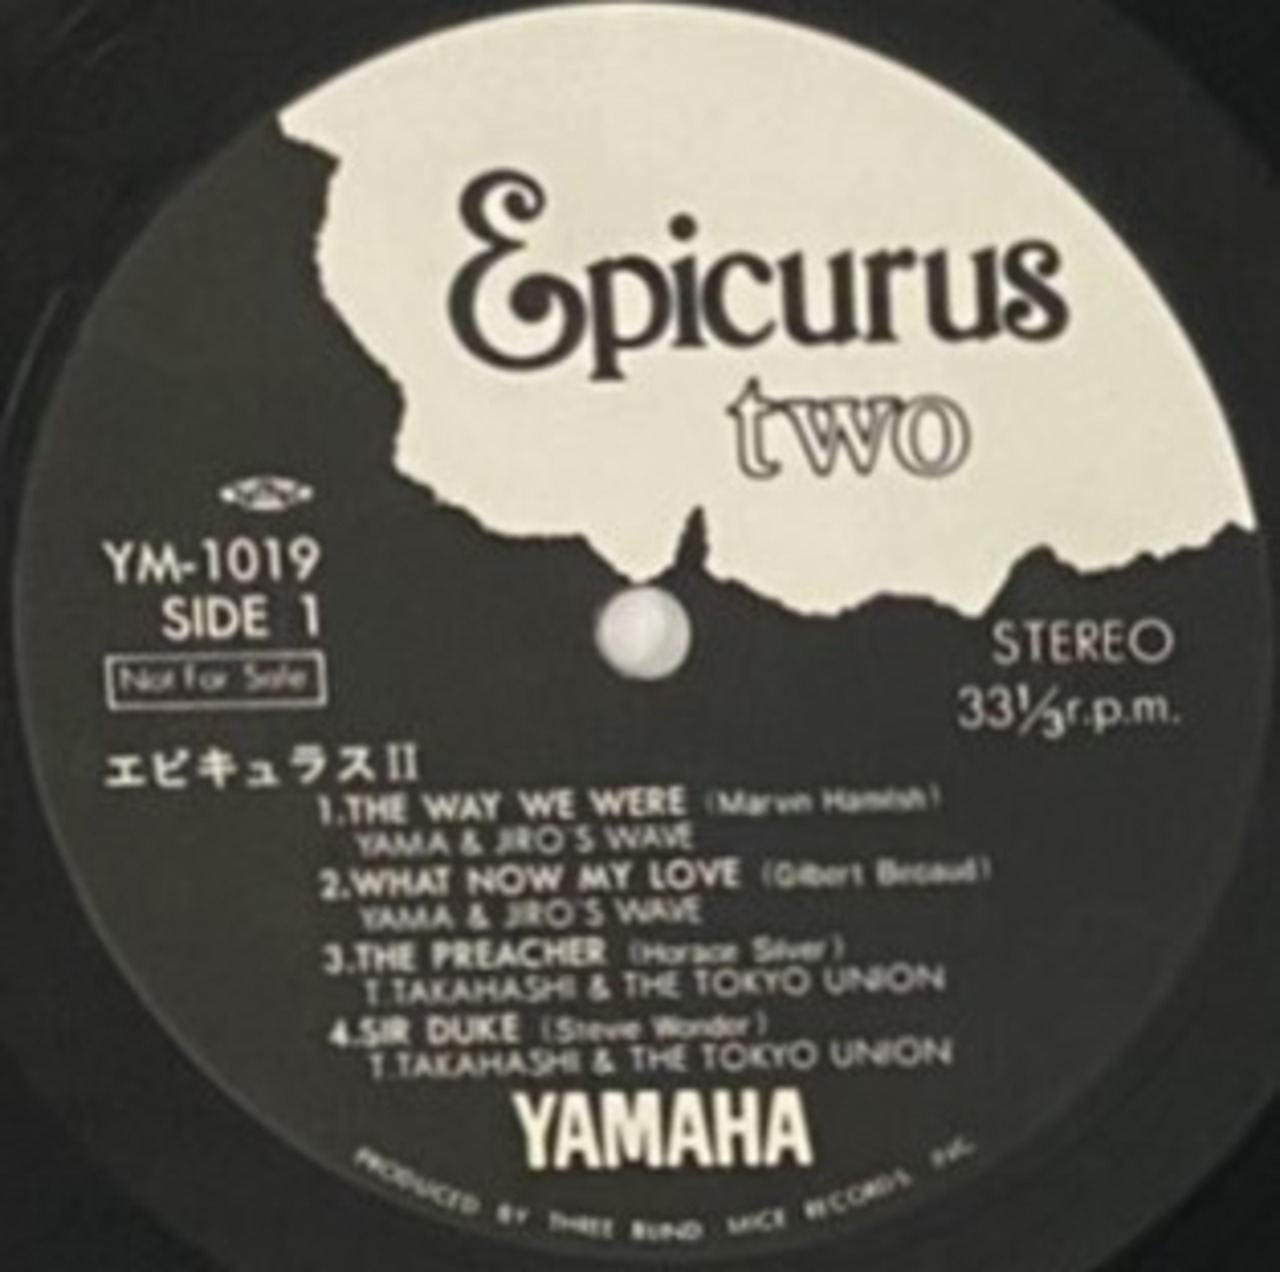 Epicurus
two
YM-1019
SIDE 1
Not for Sale
STEREO
33⅓r.p.m.
エピキュラスII
1.THE WAY WE WERE (Marvin Hamlish)
YAMA & JIRO'S WAVE
2.WHAT NOW MY LOVE (Gilbert Becaud)
YAMA & JIRO'S WAVE
3.THE PREACHER (Horace Silver)
T.TAKAHASHI & THE TOKYO UNION
4.SIR DUKE (Stevie Wonder)
T.TAKAHASHI & THE TOKYO UNION
YAMAHA
PRODUCED BY THREE BLIND MICE RECORDS INC.